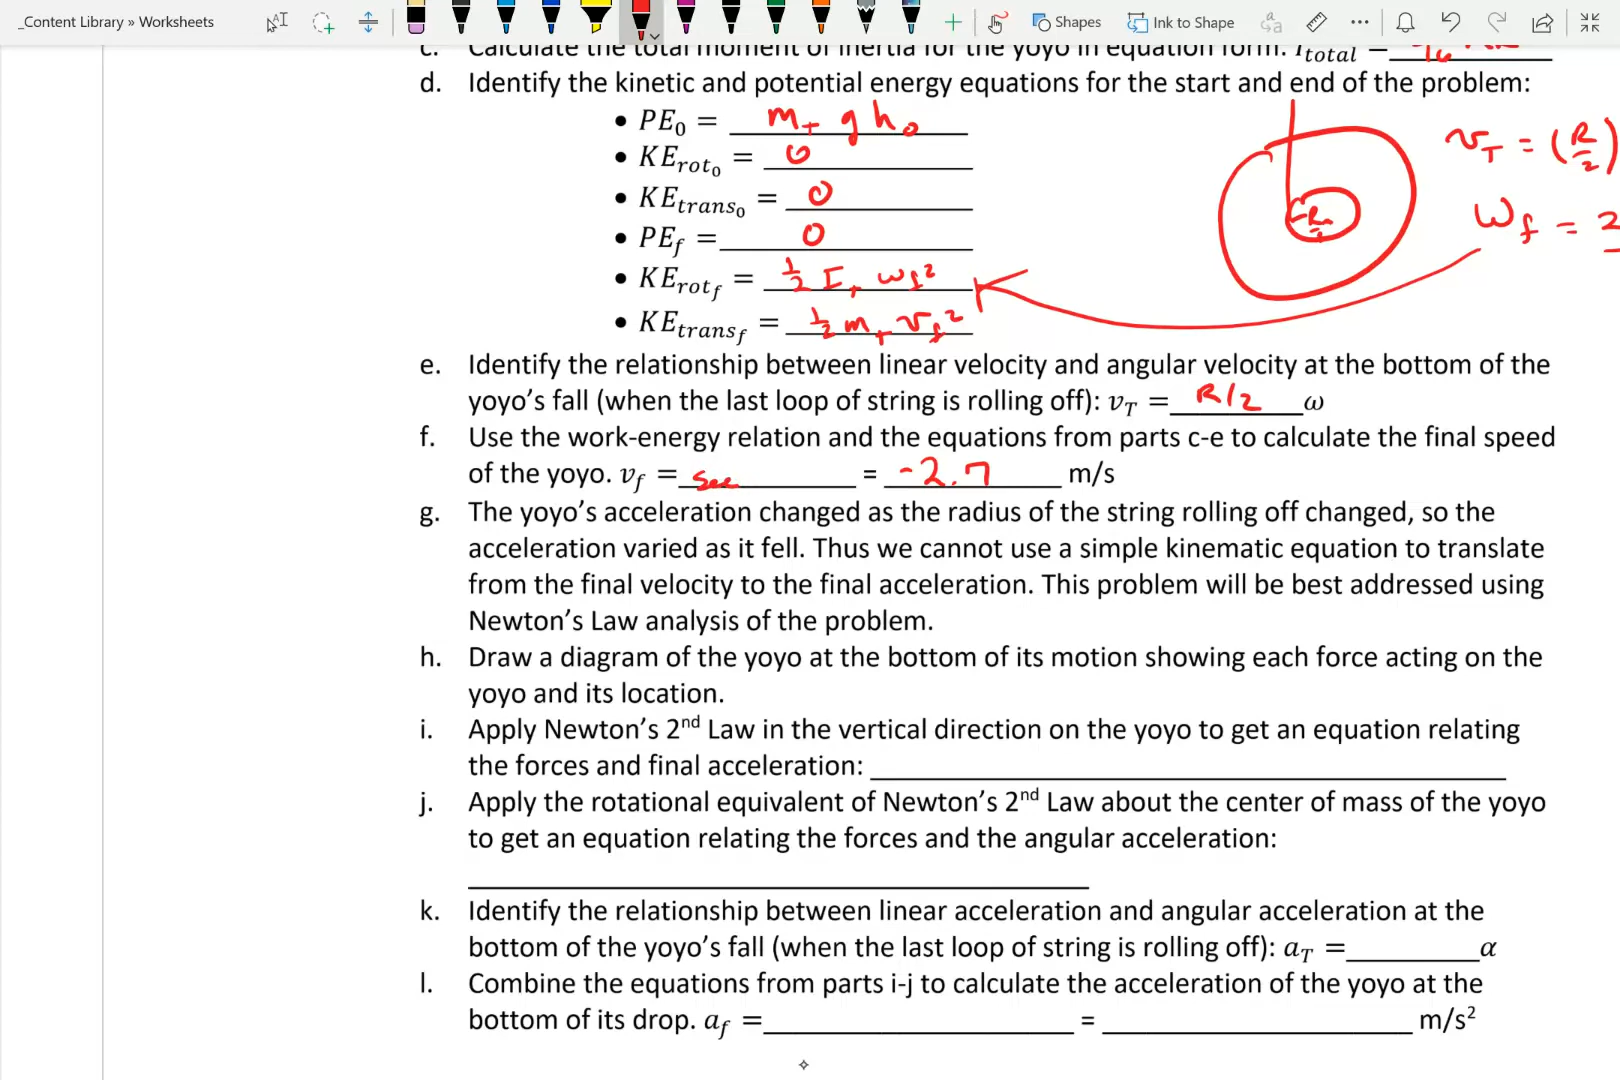 _Content Library » Worksheets
Shapes
Ink to Shape
c. Calculate the total moment of inertia for the yoyo in equation form. I_total =
d. Identify the kinetic and potential energy equations for the start and end of the problem:
• PE₀ = m_T g h₀
• KE_rot₀ = 0
• KE_trans₀ = 0
• PE_f = 0
• KE_rot_f = ½ I_T ω_f²
• KE_trans_f = ½ m_T v_f²
v_T = (R/2)
ω_f = 2
e. Identify the relationship between linear velocity and angular velocity at the bottom of the
yoyo’s fall (when the last loop of string is rolling off): v_T = R/2 ω
f. Use the work-energy relation and the equations from parts c-e to calculate the final speed
of the yoyo. v_f = see = -2.7 m/s
g. The yoyo’s acceleration changed as the radius of the string rolling off changed, so the
acceleration varied as it fell. Thus we cannot use a simple kinematic equation to translate
from the final velocity to the final acceleration. This problem will be best addressed using
Newton’s Law analysis of the problem.
h. Draw a diagram of the yoyo at the bottom of its motion showing each force acting on the
yoyo and its location.
i. Apply Newton’s 2nd Law in the vertical direction on the yoyo to get an equation relating
the forces and final acceleration:
j. Apply the rotational equivalent of Newton’s 2nd Law about the center of mass of the yoyo
to get an equation relating the forces and the angular acceleration:
k. Identify the relationship between linear acceleration and angular acceleration at the
bottom of the yoyo’s fall (when the last loop of string is rolling off): a_T = α
l. Combine the equations from parts i-j to calculate the acceleration of the yoyo at the
bottom of its drop. a_f = = m/s²